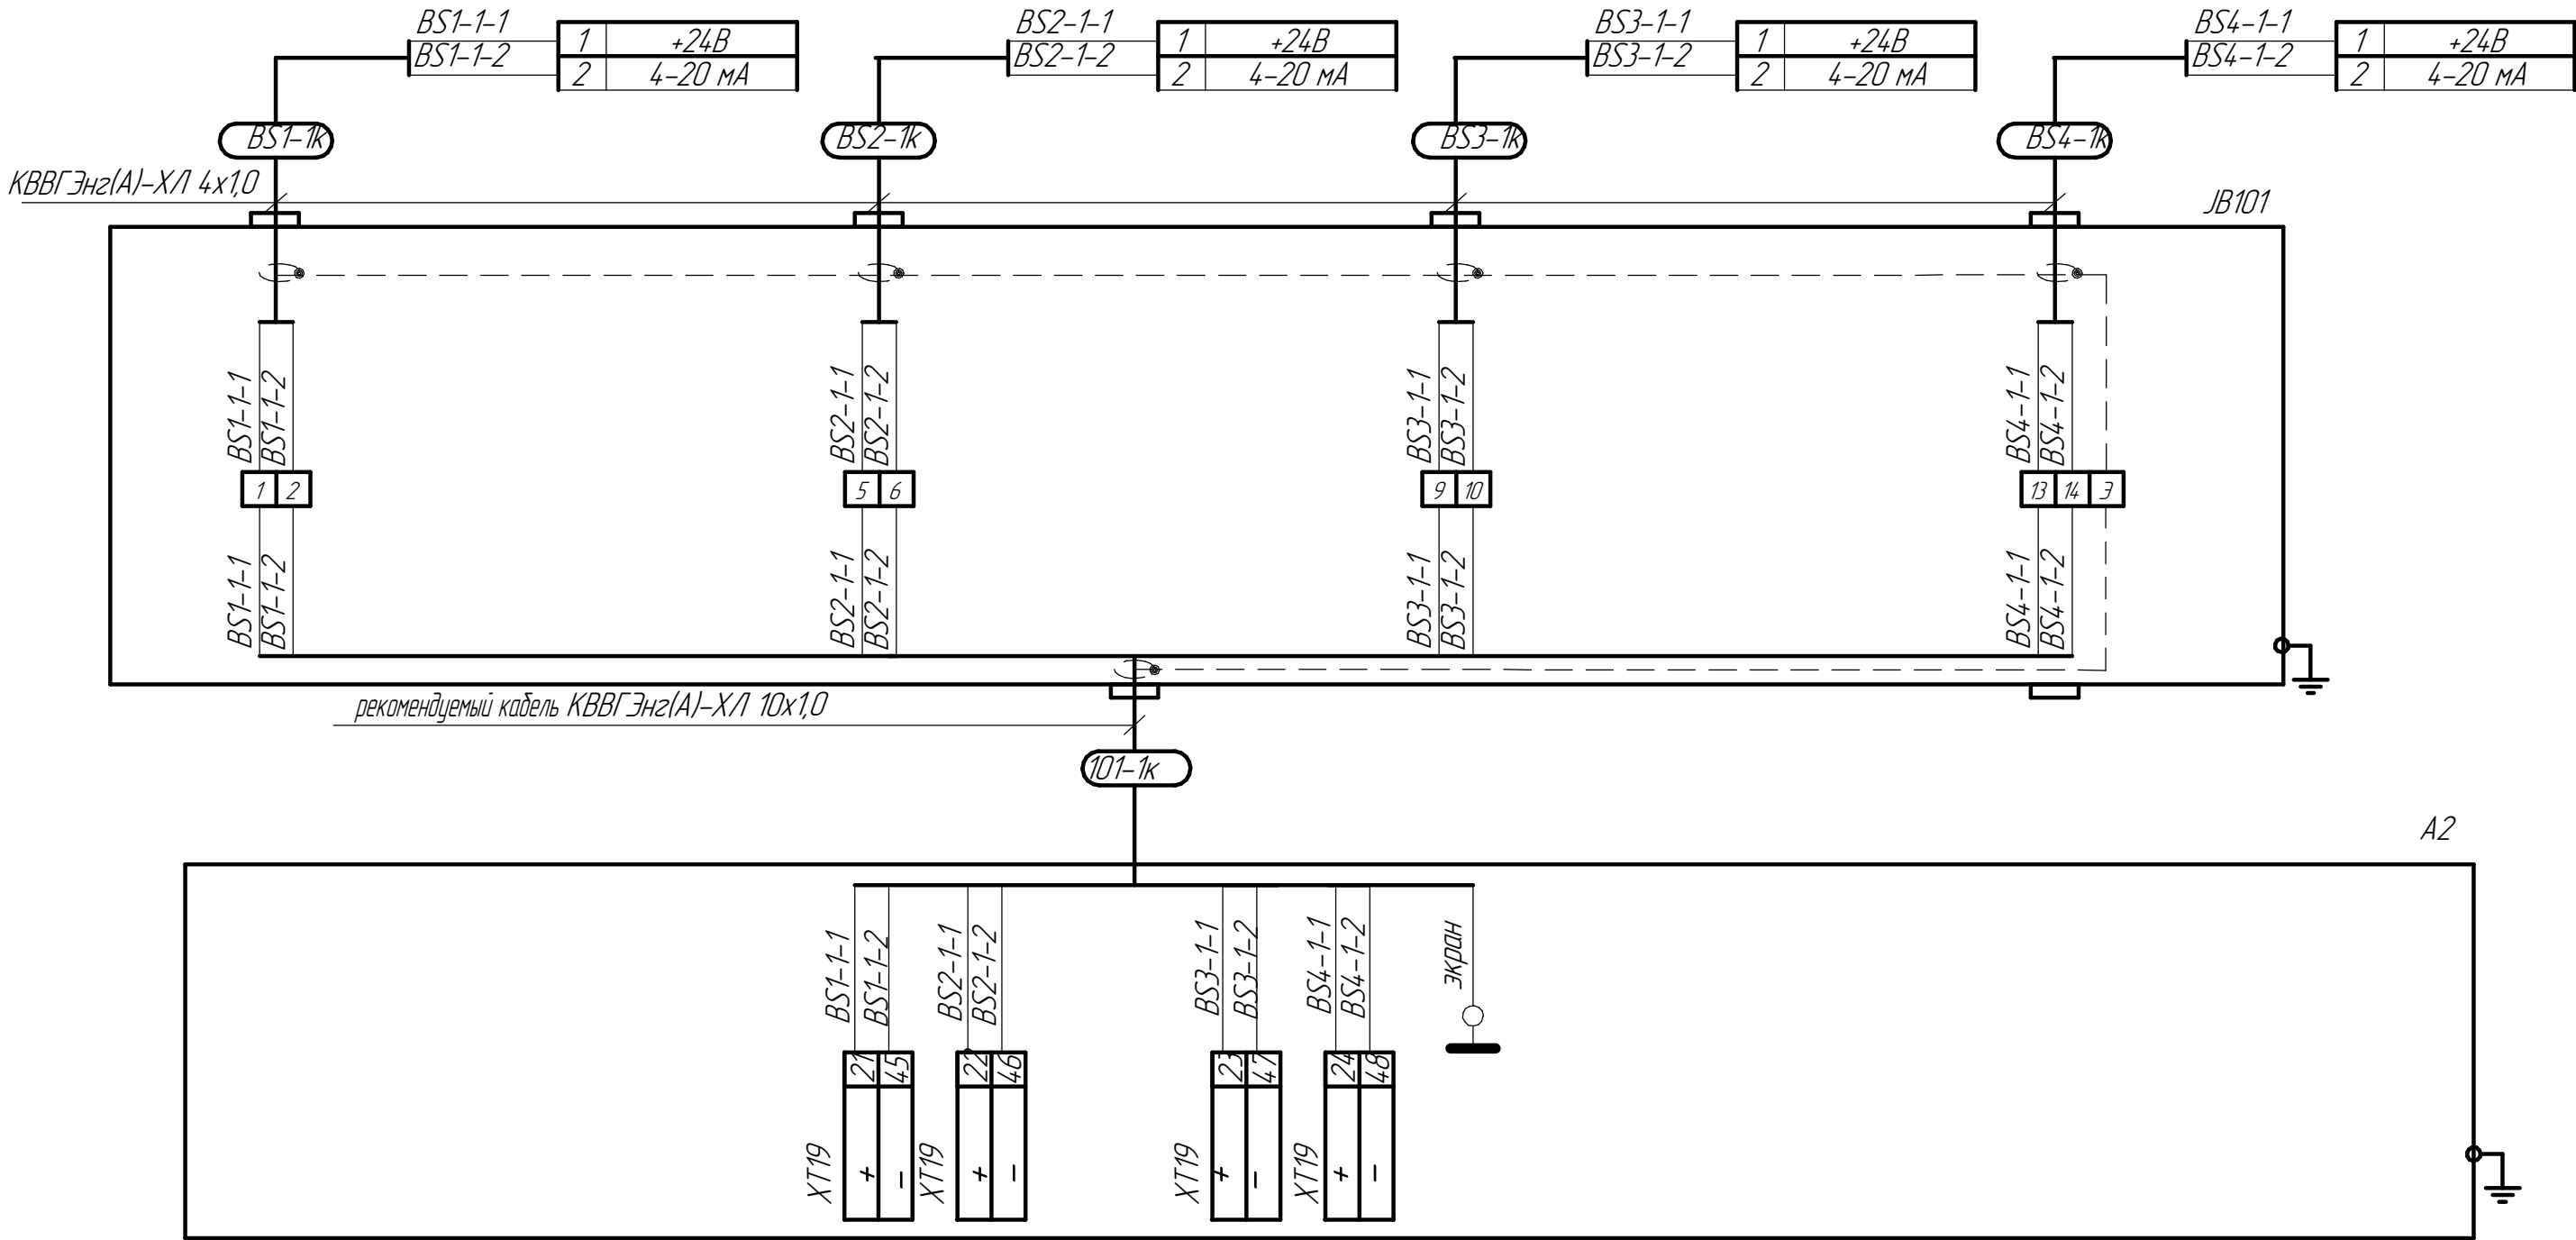 BS1-1-1
BS1-1-2
1 +24В
2 4-20 мА
BS2-1-1
BS2-1-2
1 +24В
2 4-20 мА
BS3-1-1
BS3-1-2
1 +24В
2 4-20 мА
BS4-1-1
BS4-1-2
1 +24В
2 4-20 мА
BS1-1к
BS2-1к
BS3-1к
BS4-1к
КВВГЭнг(А)-ХЛ 4х1,0
JB101
BS1-1-1
BS1-1-2
BS2-1-1
BS2-1-2
BS3-1-1
BS3-1-2
BS4-1-1
BS4-1-2
1 2
5 6
9 10
13 14 Э
BS1-1-1
BS1-1-2
BS2-1-1
BS2-1-2
BS3-1-1
BS3-1-2
BS4-1-1
BS4-1-2
рекомендуемый кабель КВВГЭнг(А)-ХЛ 10х1,0
101-1к
А2
BS1-1-1
BS1-1-2
BS2-1-1
BS2-1-2
BS3-1-1
BS3-1-2
BS4-1-1
BS4-1-2
экран
21 45
22 46
23 47
24 48
XT19 + -
XT19 + -
XT19 + -
XT19 + -